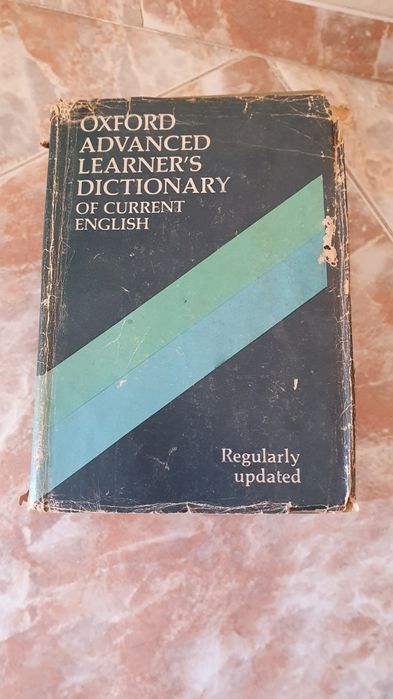 OXFORD
ADVANCED
LEARNER'S
DICTIONARY
OF CURRENT
ENGLISH
Regularly
updated